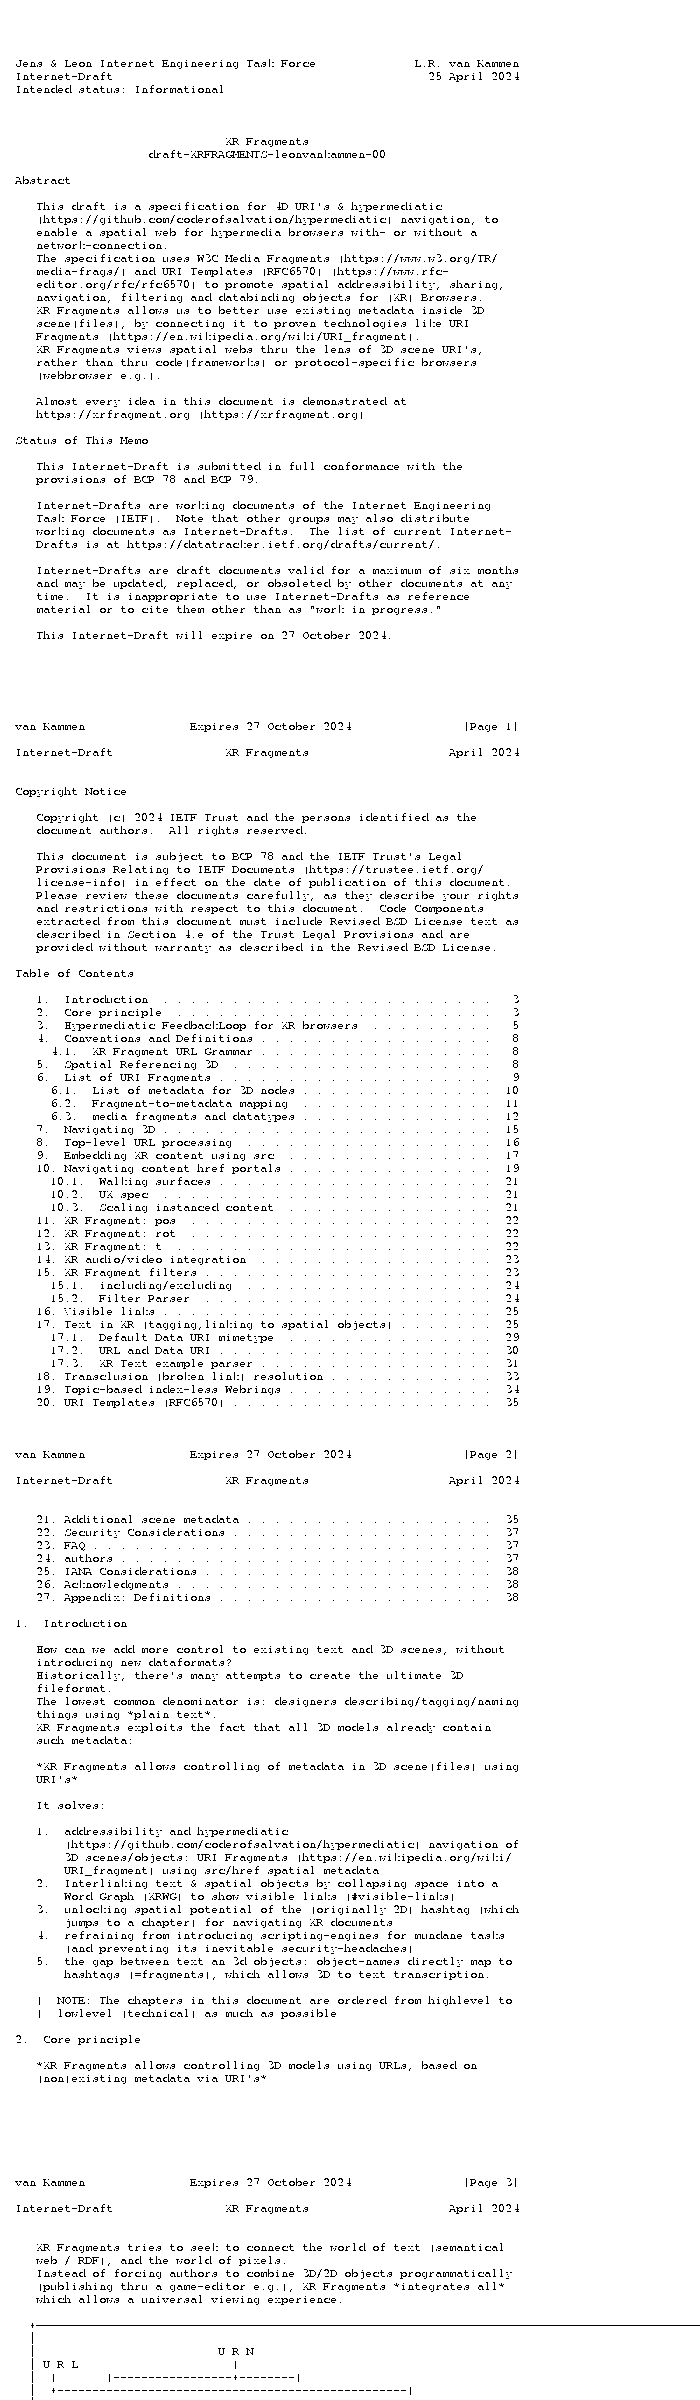 Jens & Leon Internet Engineering Task Force L.R. van Kammen
Internet-Draft 25 April 2024
Intended status: Informational
XR Fragments
draft-XRFRAGMENTS-leonvankammen-00
Abstract
This draft is a specification for 4D URI's & hypermediatic
(https://github.com/coderofsalvation/hypermediatic) navigation, to
enable a spatial web for hypermedia browsers with- or without a
network-connection.
The specification uses W3C Media Fragments (https://www.w3.org/TR/
media-frags/) and URI Templates (RFC6570) (https://www.rfc-
editor.org/rfc/rfc6570) to promote spatial addressibility, sharing,
navigation, filtering and databinding objects for (XR) Browsers.
XR Fragments allows us to better use existing metadata inside 3D
scene(files), by connecting it to proven technologies like URI
Fragments (https://en.wikipedia.org/wiki/URI_fragment).
XR Fragments views spatial webs thru the lens of 3D scene URI's,
rather than thru code(frameworks) or protocol-specific browsers
(webbrowser e.g.).
Almost every idea in this document is demonstrated at
https://xrfragment.org (https://xrfragment.org)
Status of This Memo
This Internet-Draft is submitted in full conformance with the
provisions of BCP 78 and BCP 79.
Internet-Drafts are working documents of the Internet Engineering
Task Force (IETF).  Note that other groups may also distribute
working documents as Internet-Drafts.  The list of current Internet-
Drafts is at https://datatracker.ietf.org/drafts/current/.
Internet-Drafts are draft documents valid for a maximum of six months
and may be updated, replaced, or obsoleted by other documents at any
time.  It is inappropriate to use Internet-Drafts as reference
material or to cite them other than as "work in progress."
This Internet-Draft will expire on 27 October 2024.
van Kammen Expires 27 October 2024 [Page 1]
Internet-Draft XR Fragments April 2024
Copyright Notice
Copyright (c) 2024 IETF Trust and the persons identified as the
document authors.  All rights reserved.
This document is subject to BCP 78 and the IETF Trust's Legal
Provisions Relating to IETF Documents (https://trustee.ietf.org/
license-info) in effect on the date of publication of this document.
Please review these documents carefully, as they describe your rights
and restrictions with respect to this document.  Code Components
extracted from this document must include Revised BSD License text as
described in Section 4.e of the Trust Legal Provisions and are
provided without warranty as described in the Revised BSD License.
Table of Contents
1.  Introduction  . . . . . . . . . . . . . . . . . . . . . . . .   3
2.  Core principle  . . . . . . . . . . . . . . . . . . . . . . .   3
3.  Hypermediatic FeedbackLoop for XR browsers  . . . . . . . . .   5
4.  Conventions and Definitions . . . . . . . . . . . . . . . . .   8
4.1.  XR Fragment URL Grammar . . . . . . . . . . . . . . . . .   8
5.  Spatial Referencing 3D  . . . . . . . . . . . . . . . . . . .   8
6.  List of URI Fragments . . . . . . . . . . . . . . . . . . . .   9
6.1.  List of metadata for 3D nodes . . . . . . . . . . . . . .  10
6.2.  Fragment-to-metadata mapping  . . . . . . . . . . . . . .  11
6.3.  media fragments and datatypes . . . . . . . . . . . . . .  12
7.  Navigating 3D . . . . . . . . . . . . . . . . . . . . . . . .  15
8.  Top-level URL processing  . . . . . . . . . . . . . . . . . .  16
9.  Embedding XR content using src  . . . . . . . . . . . . . . .  17
10. Navigating content href portals . . . . . . . . . . . . . . .  19
10.1.  Walking surfaces . . . . . . . . . . . . . . . . . . . .  21
10.2.  UX spec  . . . . . . . . . . . . . . . . . . . . . . . .  21
10.3.  Scaling instanced content  . . . . . . . . . . . . . . .  21
11. XR Fragment: pos  . . . . . . . . . . . . . . . . . . . . . .  22
12. XR Fragment: rot  . . . . . . . . . . . . . . . . . . . . . .  22
13. XR Fragment: t  . . . . . . . . . . . . . . . . . . . . . . .  22
14. XR audio/video integration  . . . . . . . . . . . . . . . . .  23
15. XR Fragment filters . . . . . . . . . . . . . . . . . . . . .  23
15.1.  including/excluding  . . . . . . . . . . . . . . . . . .  24
15.2.  Filter Parser  . . . . . . . . . . . . . . . . . . . . .  24
16. Visible links . . . . . . . . . . . . . . . . . . . . . . . .  25
17. Text in XR (tagging,linking to spatial objects) . . . . . . .  25
17.1.  Default Data URI mimetype  . . . . . . . . . . . . . . .  29
17.2.  URL and Data URI . . . . . . . . . . . . . . . . . . . .  30
17.3.  XR Text example parser . . . . . . . . . . . . . . . . .  31
18. Transclusion (broken link) resolution . . . . . . . . . . . .  33
19. Topic-based index-less Webrings . . . . . . . . . . . . . . .  34
20. URI Templates (RFC6570) . . . . . . . . . . . . . . . . . . .  35
van Kammen Expires 27 October 2024 [Page 2]
Internet-Draft XR Fragments April 2024
21. Additional scene metadata . . . . . . . . . . . . . . . . . .  35
22. Security Considerations . . . . . . . . . . . . . . . . . . .  37
23. FAQ . . . . . . . . . . . . . . . . . . . . . . . . . . . . .  37
24. authors . . . . . . . . . . . . . . . . . . . . . . . . . . .  37
25. IANA Considerations . . . . . . . . . . . . . . . . . . . . .  38
26. Acknowledgments . . . . . . . . . . . . . . . . . . . . . . .  38
27. Appendix: Definitions . . . . . . . . . . . . . . . . . . . .  38
1.  Introduction
How can we add more control to existing text and 3D scenes, without
introducing new dataformats?
Historically, there's many attempts to create the ultimate 3D
fileformat.
The lowest common denominator is: designers describing/tagging/naming
things using *plain text*.
XR Fragments exploits the fact that all 3D models already contain
such metadata:
*XR Fragments allows controlling of metadata in 3D scene(files) using
URI's*
It solves:
1.  addressibility and hypermediatic
(https://github.com/coderofsalvation/hypermediatic) navigation of
3D scenes/objects: URI Fragments (https://en.wikipedia.org/wiki/
URI_fragment) using src/href spatial metadata
2.  Interlinking text & spatial objects by collapsing space into a
Word Graph (XRWG) to show visible links (#visible-links)
3.  unlocking spatial potential of the (originally 2D) hashtag (which
jumps to a chapter) for navigating XR documents
4.  refraining from introducing scripting-engines for mundane tasks
(and preventing its inevitable security-headaches)
5.  the gap between text an 3d objects: object-names directly map to
hashtags (=fragments), which allows 3D to text transcription.
|  NOTE: The chapters in this document are ordered from highlevel to
|  lowlevel (technical) as much as possible
2.  Core principle
*XR Fragments allows controlling 3D models using URLs, based on
(non)existing metadata via URI's*
van Kammen Expires 27 October 2024 [Page 3]
Internet-Draft XR Fragments April 2024
XR Fragments tries to seek to connect the world of text (semantical
web / RDF), and the world of pixels.
Instead of forcing authors to combine 3D/2D objects programmatically
(publishing thru a game-editor e.g.), XR Fragments *integrates all*
which allows a universal viewing experience.
U R N
U R L |
| |-----------------+--------|
+--------------------------------------------------|